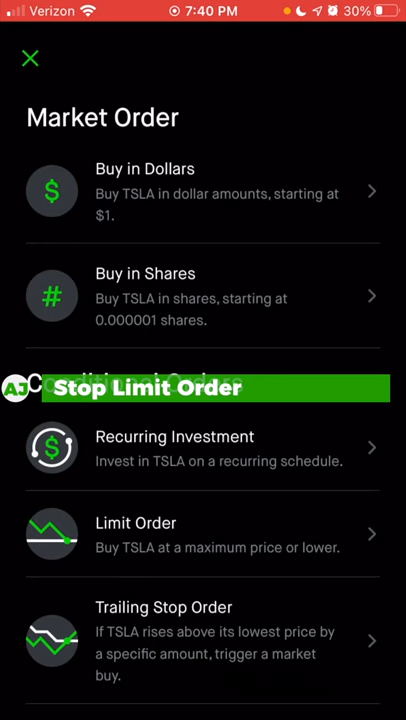 Verizon 7:40 PM 30%
Market Order
$
Buy in Dollars
Buy TSLA in dollar amounts, starting at
$1.
#
Buy in Shares
Buy TSLA in shares, starting at
0.000001 shares.
Conditional Orders
AJ Stop Limit Order
$
Recurring Investment
Invest in TSLA on a recurring schedule.
Limit Order
Buy TSLA at a maximum price or lower.
Trailing Stop Order
If TSLA rises above its lowest price by
a specific amount, trigger a market
buy.